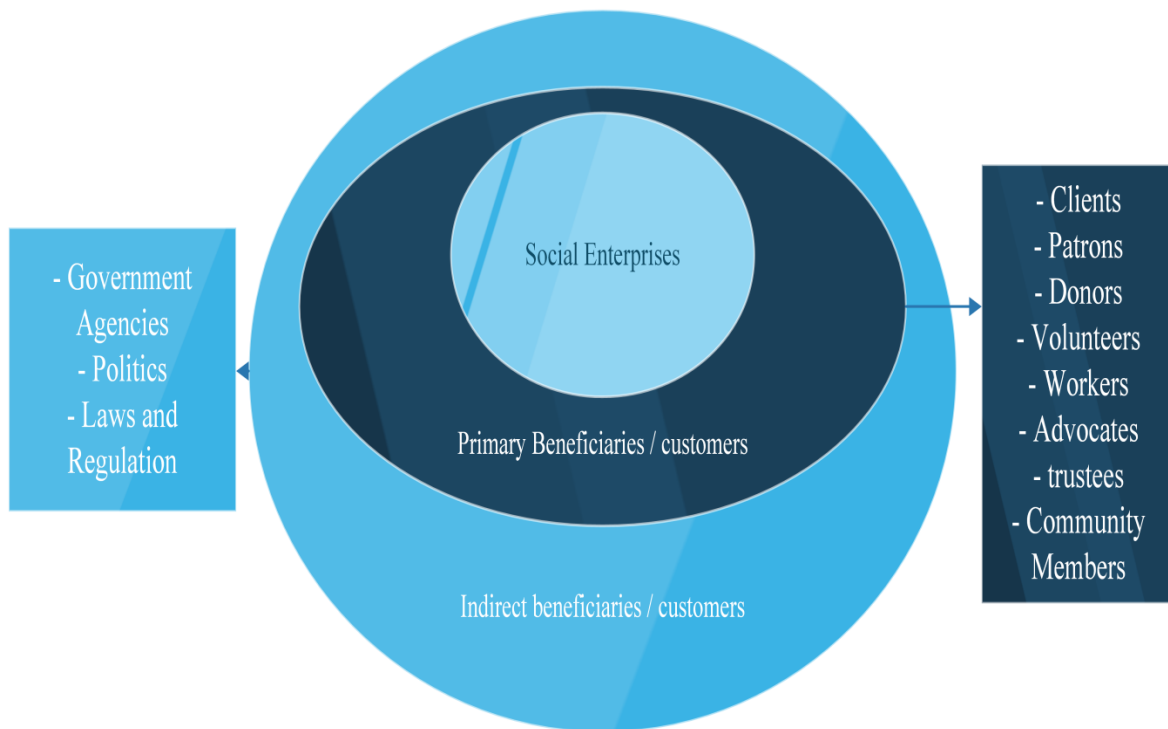 Social Enterprises
Primary Beneficiaries / customers
Indirect beneficiaries / customers
- Government
Agencies
- Politics
- Laws and
Regulation
- Clients
- Patrons
- Donors
- Volunteers
- Workers
- Advocates
- trustees
- Community
Members